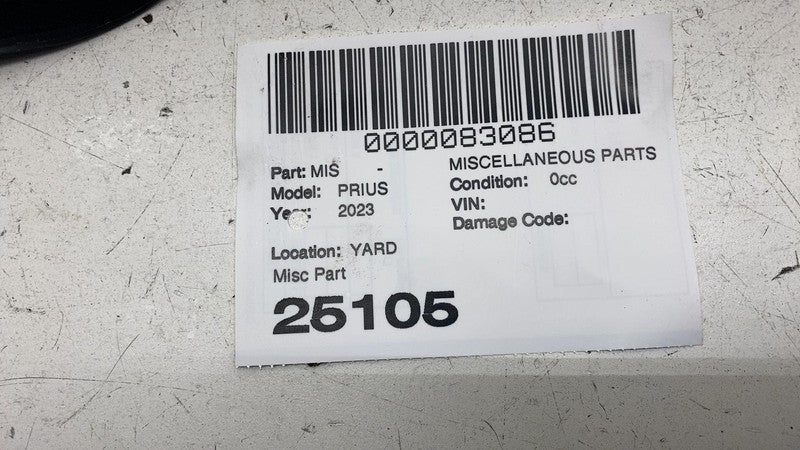 0000083086
Part: MIS - MISCELLANEOUS PARTS
Model: PRIUS Condition: 0cc
Year: 2023 VIN:
Damage Code:
Location: YARD
Misc Part
25105